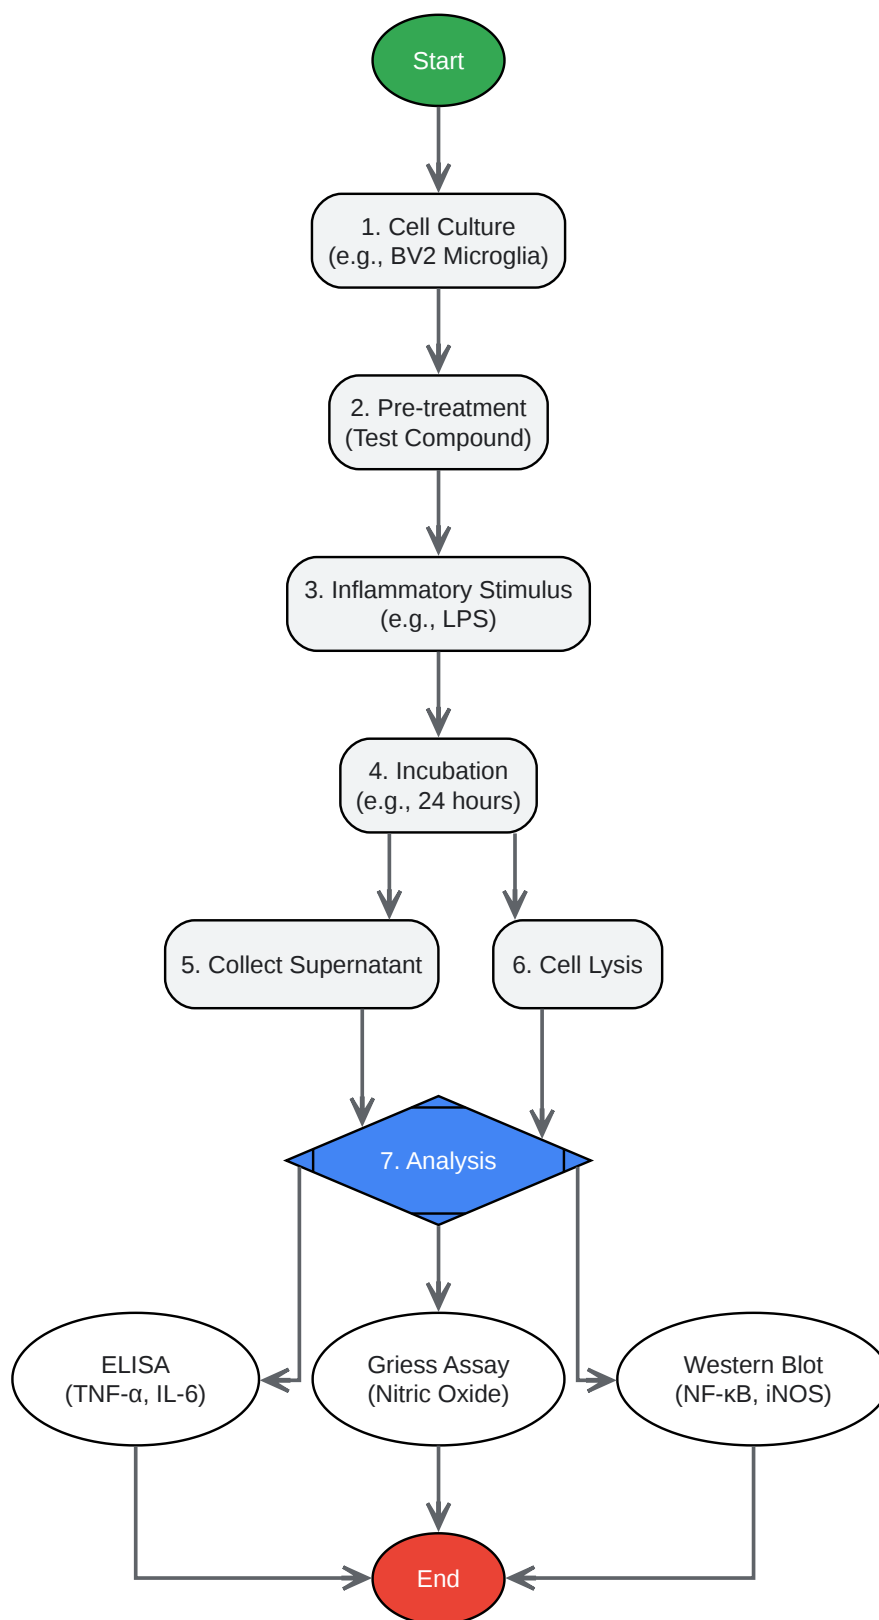 Start
1. Cell Culture
(e.g., BV2 Microglia)
2. Pre-treatment
(Test Compound)
3. Inflammatory Stimulus
(e.g., LPS)
4. Incubation
(e.g., 24 hours)
5. Collect Supernatant
6. Cell Lysis
7. Analysis
ELISA
(TNF-α, IL-6)
Griess Assay
(Nitric Oxide)
Western Blot
(NF-κB, iNOS)
End